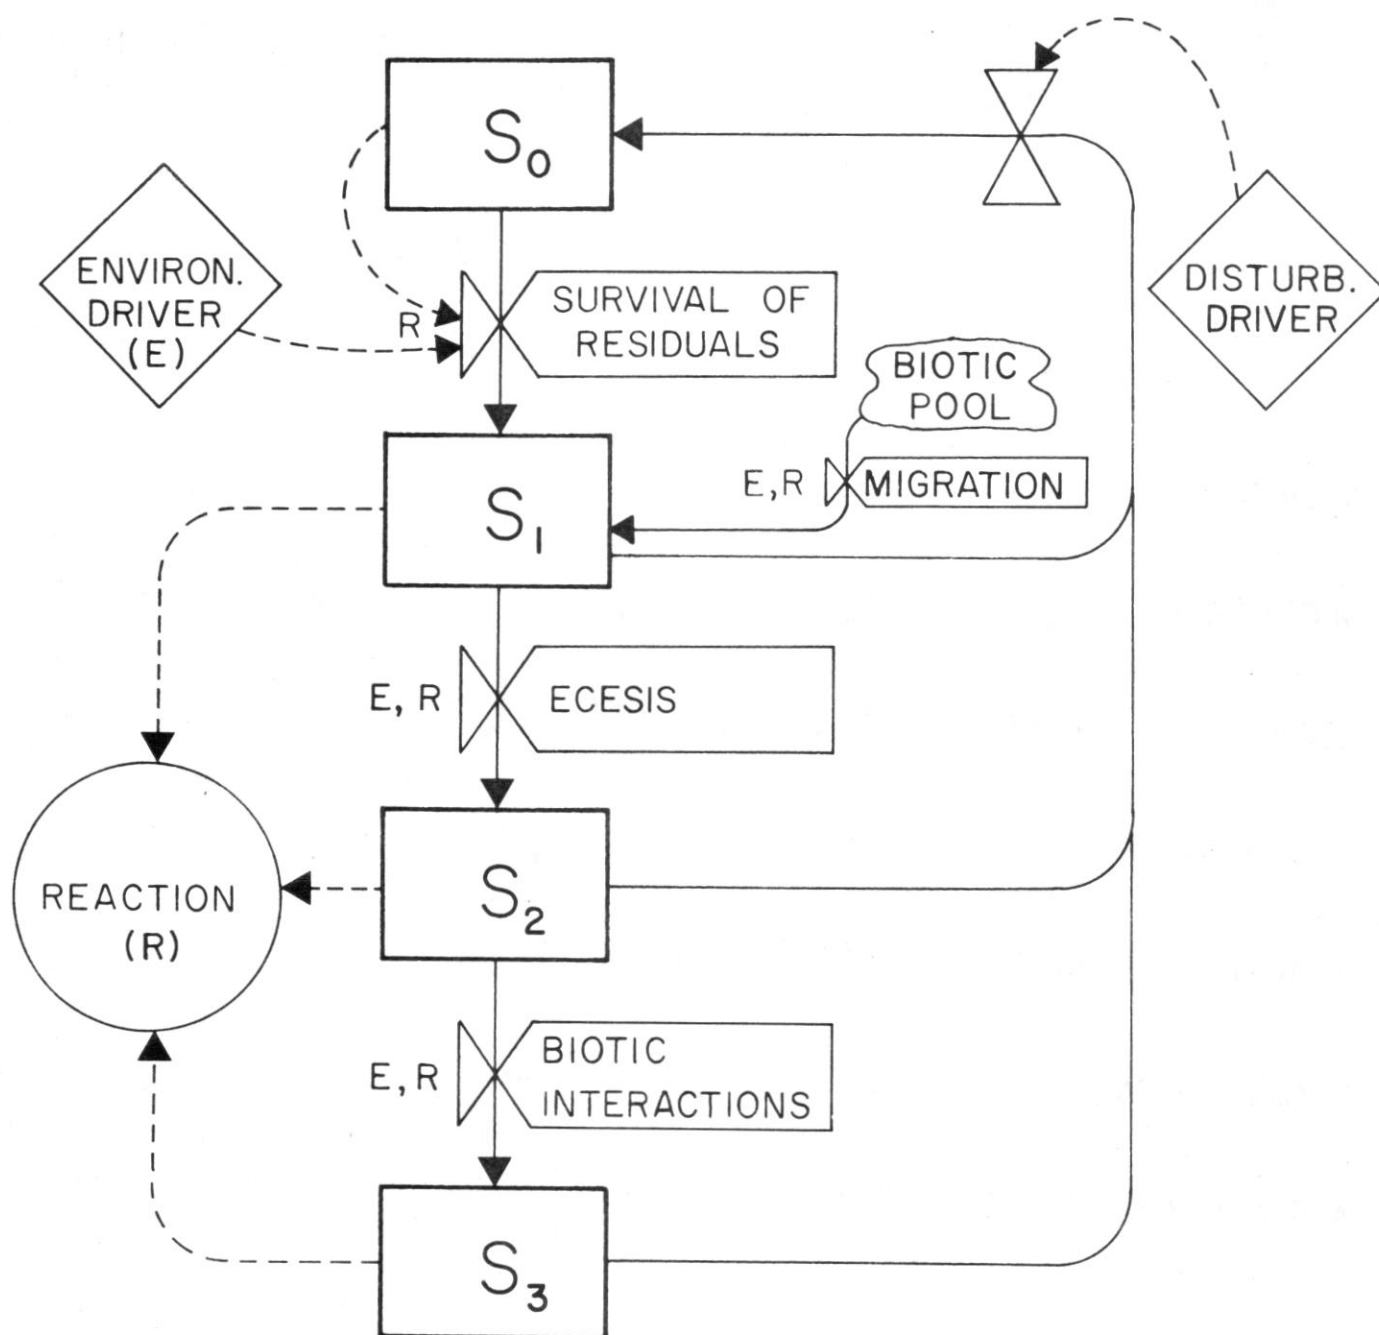 S₀
ENVIRON.
DRIVER
(E)
R
SURVIVAL OF
RESIDUALS
DISTURB.
DRIVER
BIOTIC
POOL
E, R
MIGRATION
S₁
E, R
ECESIS
S₂
REACTION
(R)
E, R
BIOTIC
INTERACTIONS
S₃